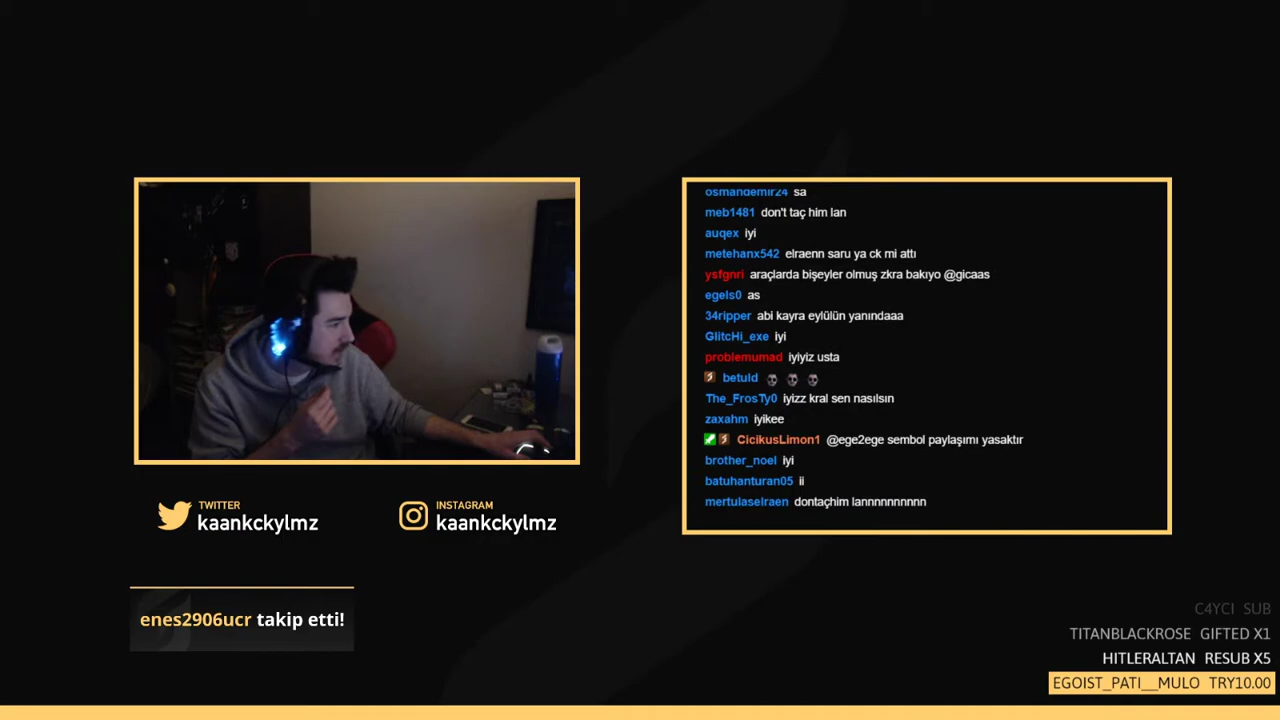 osmandemir24 sa
meb1481 don't taç him lan
auqex iyi
metehanx542 elraenn saru ya ck mi attı
ysfgnri araçlarda bişeyler olmuş zkra bakıyo @gicaas
egels0 as
34ripper abi kayra eylülün yanındaaa
GlitcHi_exe iyi
problemumad iyiyiz usta
betuld
The_FrosTy0 iyizz kral sen nasılsın
zaxahm iyikee
CicikusLimon1 @ege2ege sembol paylaşımı yasaktır
brother_noel iyi
batuhanturan05 ii
mertulaselraen dontaçhim lannnnnnnnnn
TWITTER
kaankckylmz
INSTAGRAM
kaankckylmz
enes2906ucr takip etti!
C4YCI SUB
TITANBLACKROSE GIFTED X1
HITLERALTAN RESUB X5
EGOIST_PATI__MULO TRY10.00